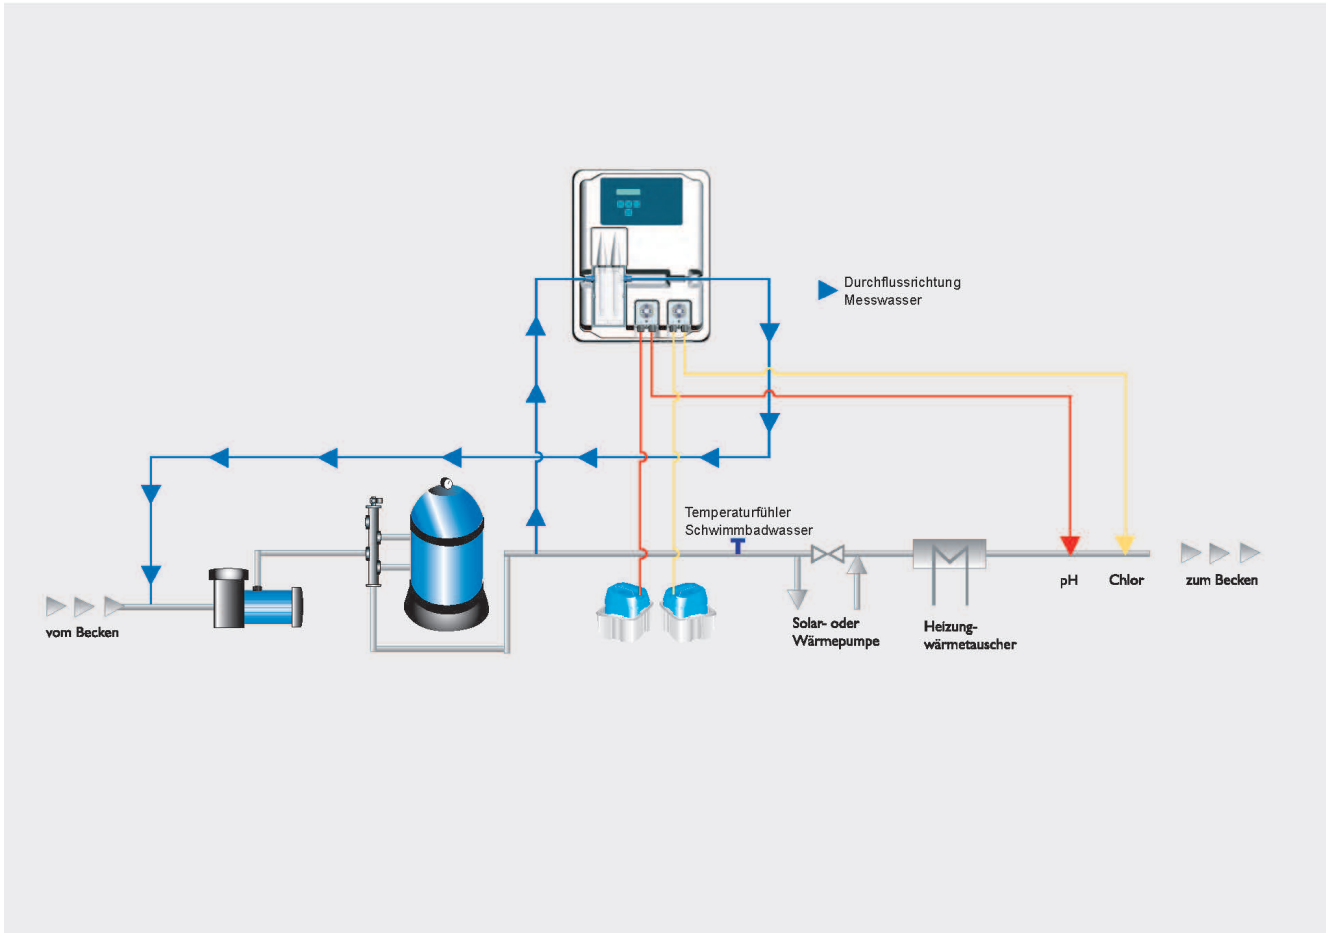 Durchflussrichtung
Messwasser
Temperaturfühler
Schwimmbadwasser
vom Becken
Solar- oder
Wärmepumpe
Heizung-
wärmetauscher
pH
Chlor
zum Becken